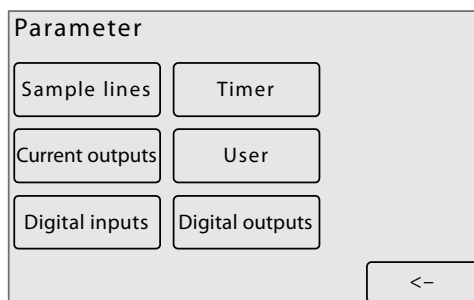 Parameter
Sample lines Timer
Current outputs User
Digital inputs Digital outputs
<–